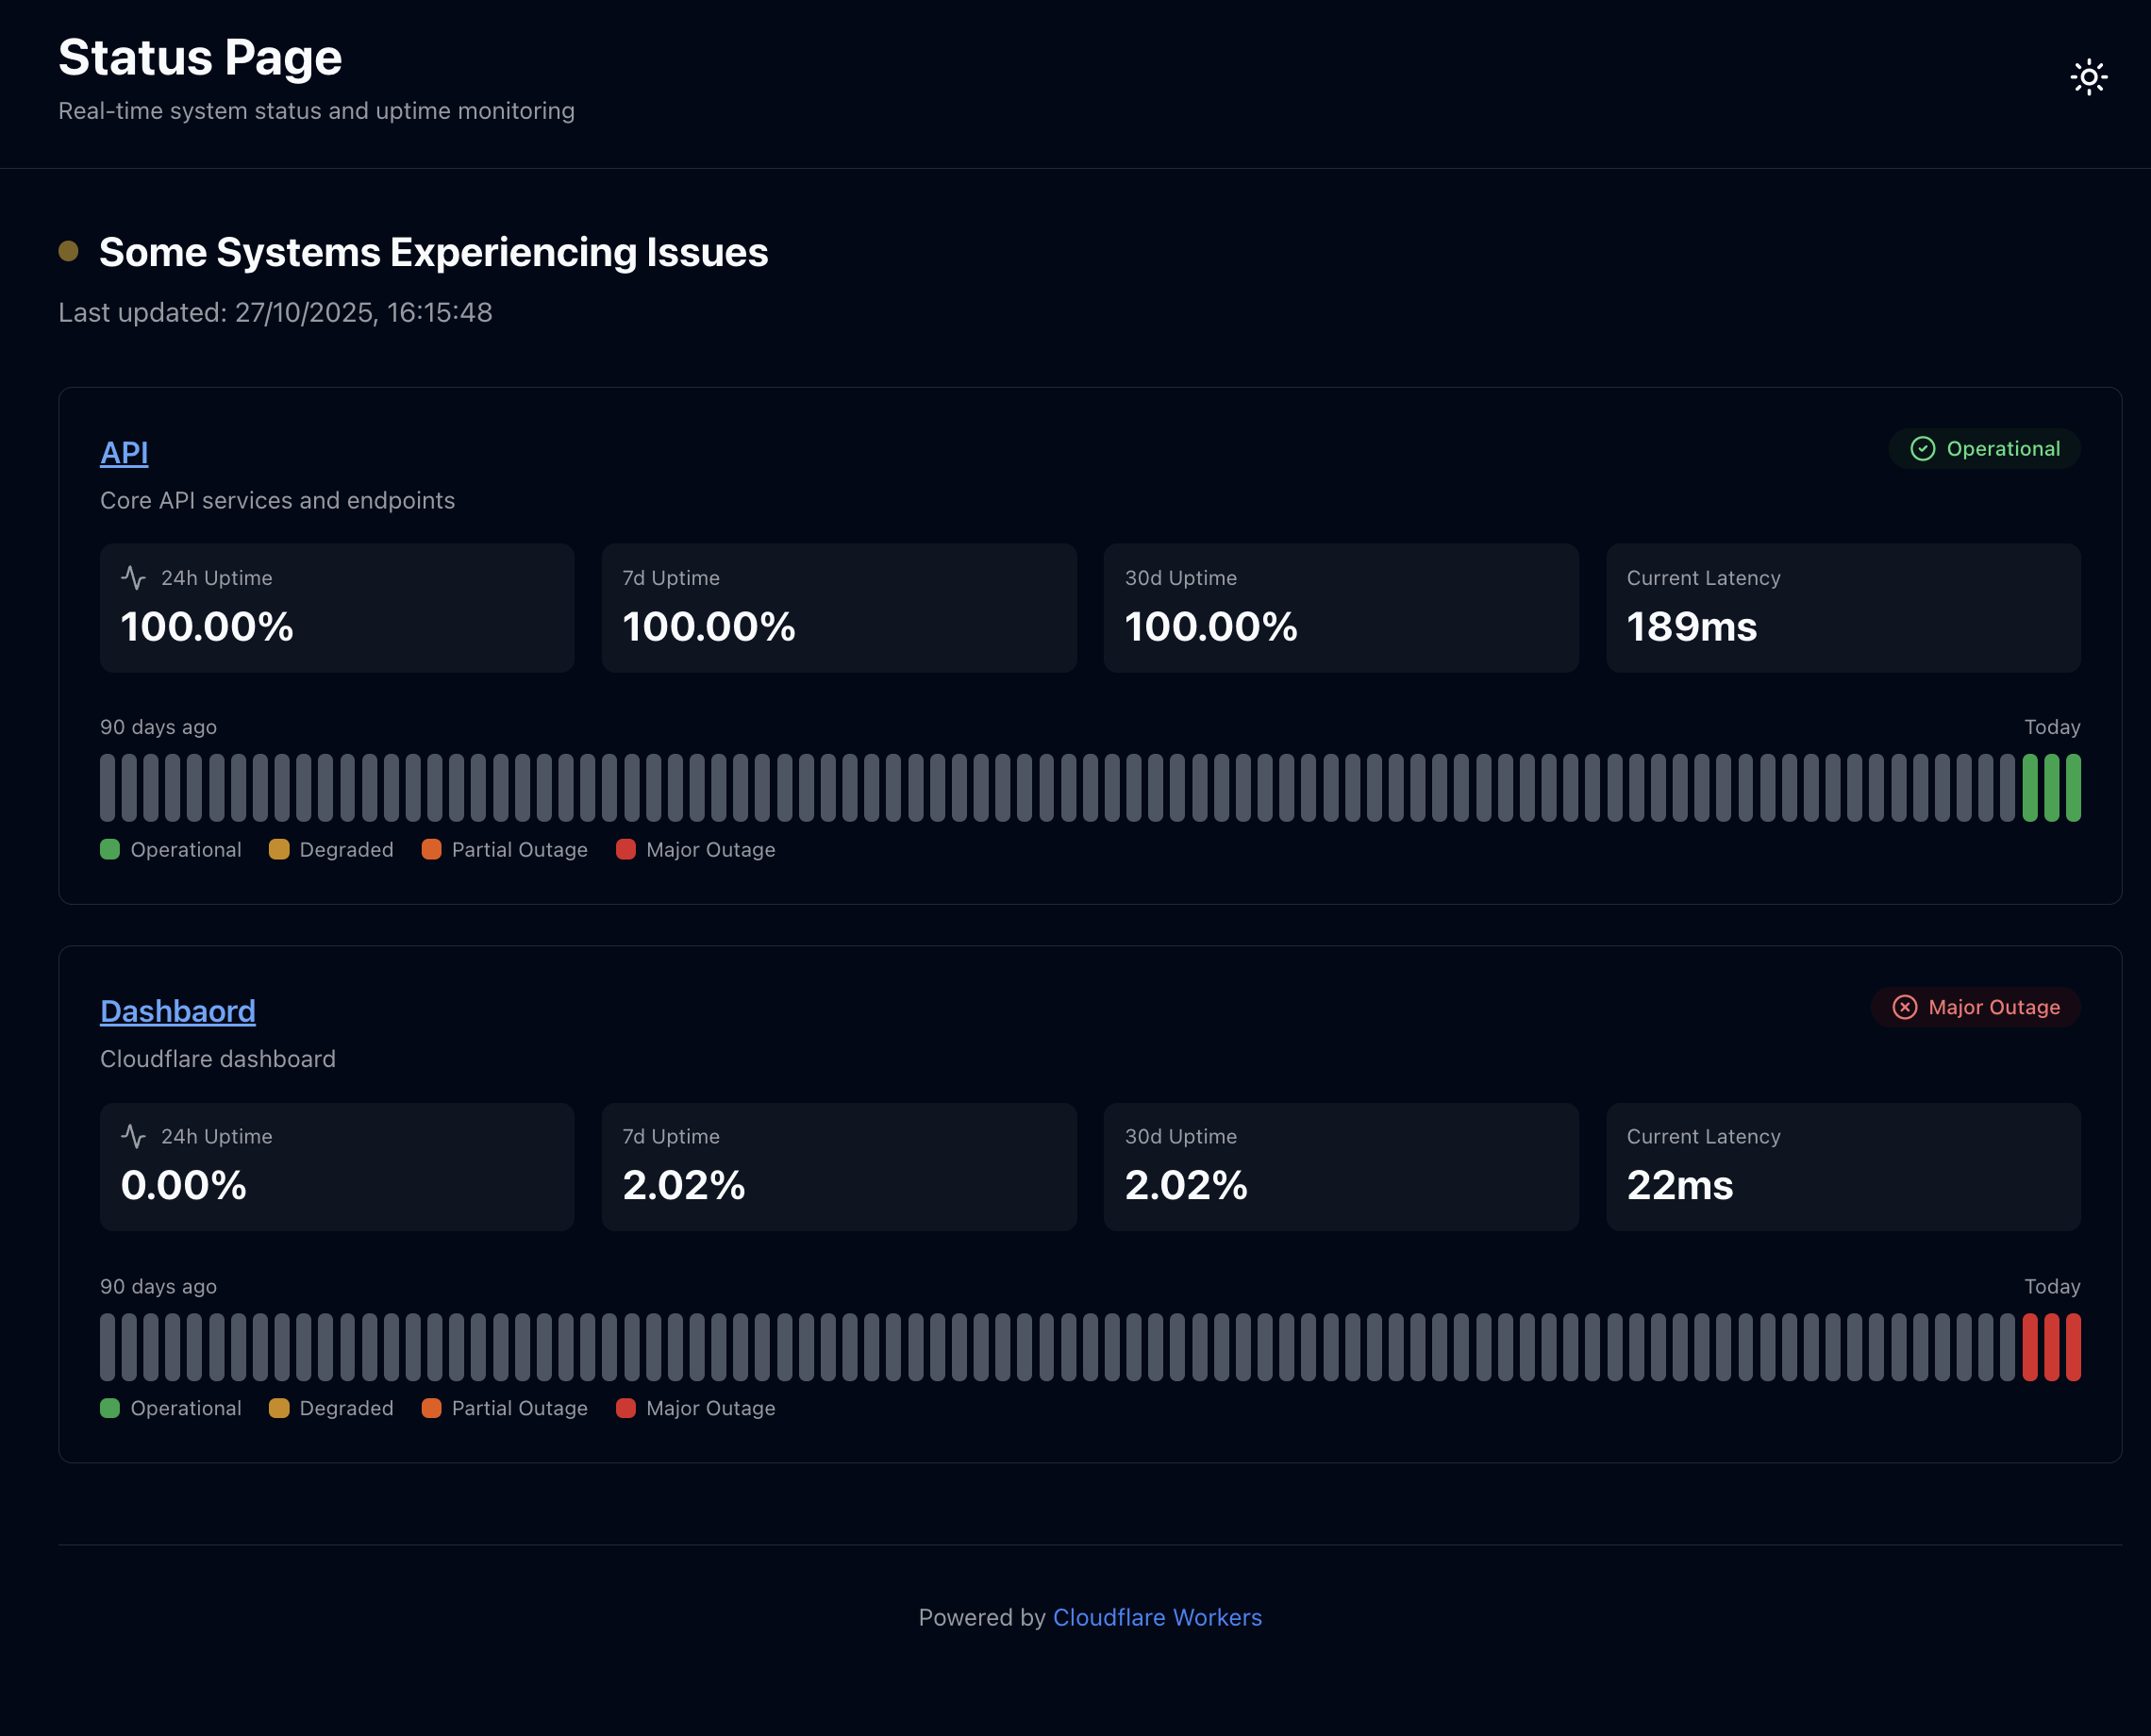 Status Page
Real-time system status and uptime monitoring
Some Systems Experiencing Issues
Last updated: 27/10/2025, 16:15:48
API
Operational
Core API services and endpoints
24h Uptime
100.00%
7d Uptime
100.00%
30d Uptime
100.00%
Current Latency
189ms
90 days ago
Today
Operational
Degraded
Partial Outage
Major Outage
Dashbaord
Major Outage
Cloudflare dashboard
24h Uptime
0.00%
7d Uptime
2.02%
30d Uptime
2.02%
Current Latency
22ms
90 days ago
Today
Operational
Degraded
Partial Outage
Major Outage
Powered by Cloudflare Workers